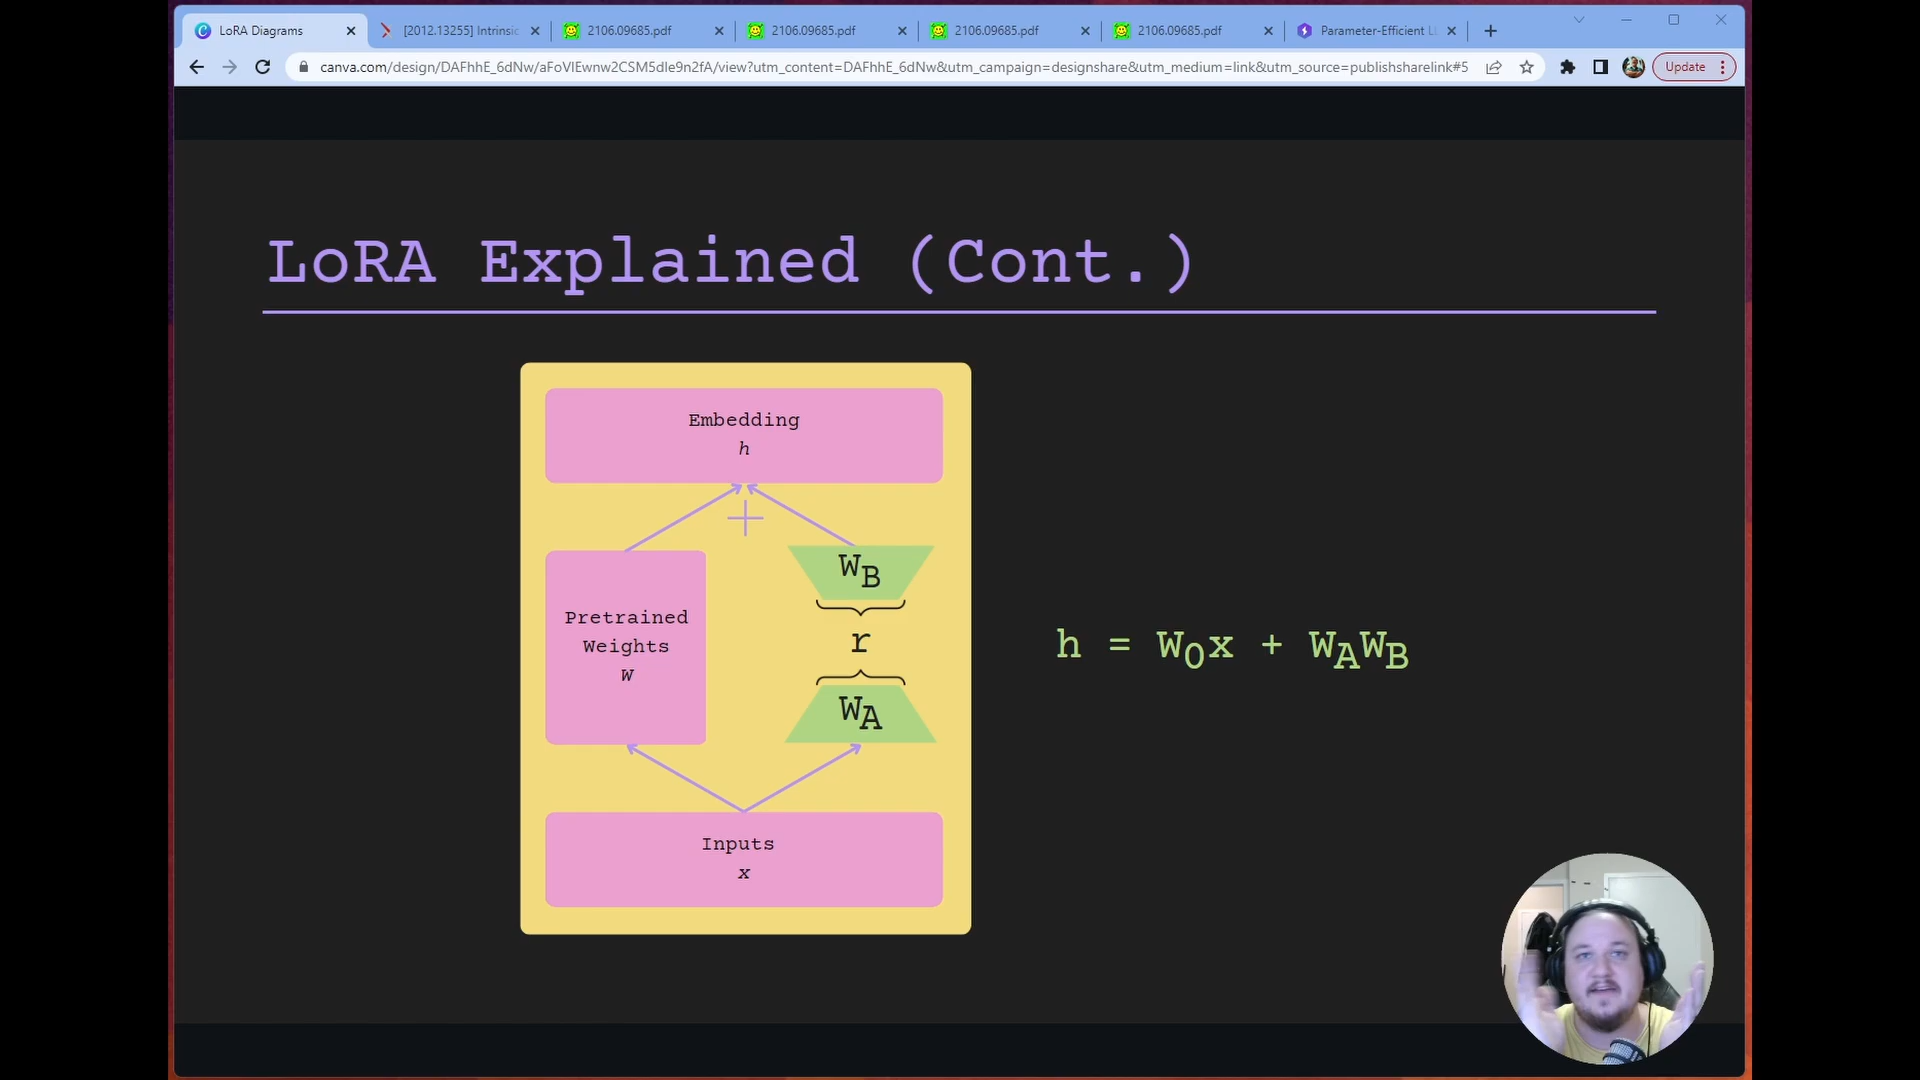 LoRA Diagrams
[2012.13255] Intrinsic
2106.09685.pdf
2106.09685.pdf
2106.09685.pdf
2106.09685.pdf
Parameter-Efficient LL
canva.com/design/DAFhhE_6dNw/aFoVlEwnw2CSM5dle9n2fA/view?utm_content=DAFhhE_6dNw&utm_campaign=designshare&utm_medium=link&utm_source=publishsharelink#5
Update
LoRA Explained (Cont.)
Embedding
h
+
Pretrained
Weights
W
WB
r
WA
h = W0x + WAWB
Inputs
x